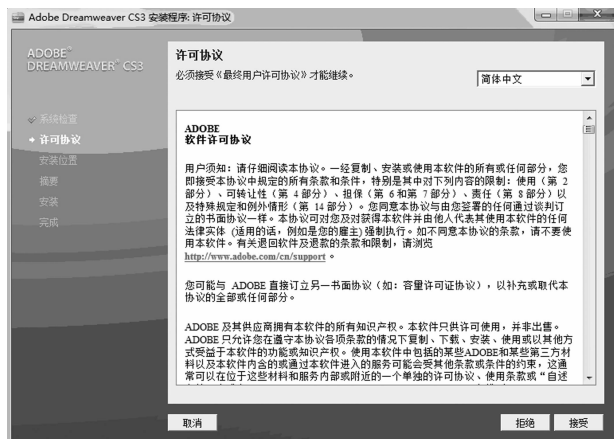 Adobe Dreamweaver CS3 安装程序: 许可协议
ADOBE®
DREAMWEAVER® CS3
系统检查
许可协议
安装位置
摘要
安装
完成
许可协议
必须接受《最终用户许可协议》才能继续。
简体中文
ADOBE
软件许可协议
用户须知：请仔细阅读本协议。一经复制、安装或使用本软件的所有或任何部分，您
即接受本协议中规定的所有条款和条件，特别是其中对下列内容的限制：使用（第 2
部分）、可转让性（第 4 部分）、担保（第 6 和第 7 部分）、责任（第 8 部分）以
及特殊规定和例外情形（第 14 部分）。您同意本协议与由您签署的任何通过谈判订
立的书面协议一样。本协议可对您及对获得本软件并由他人代表其使用本软件的任何
法律实体 (适用的话，例如是您的雇主) 强制执行。如不同意本协议的条款，请不要使
用本软件。有关退回软件及退款的条款和限制，请浏览
http://www.adobe.com/cn/support 。
您可能与 ADOBE 直接订立另一书面协议（如：容量许可证协议），以补充或取代本
协议的全部或任何部分。
ADOBE 及其供应商拥有本软件的所有知识产权。本软件只供许可使用，并非出售。
ADOBE 只允许您在遵守本协议各项条款的情况下复制、下载、安装、使用或以其他方
式受益于本软件的功能或知识产权。使用本软件中包括的某些ADOBE和某些第三方材
料以及本软件内含的或通过本软件进入的服务可能会受其他条款或条件的约束，这通
常可以在位于这些材料和服务内部或附近的一个单独的许可协议、使用条款或“自述
取消
拒绝
接受